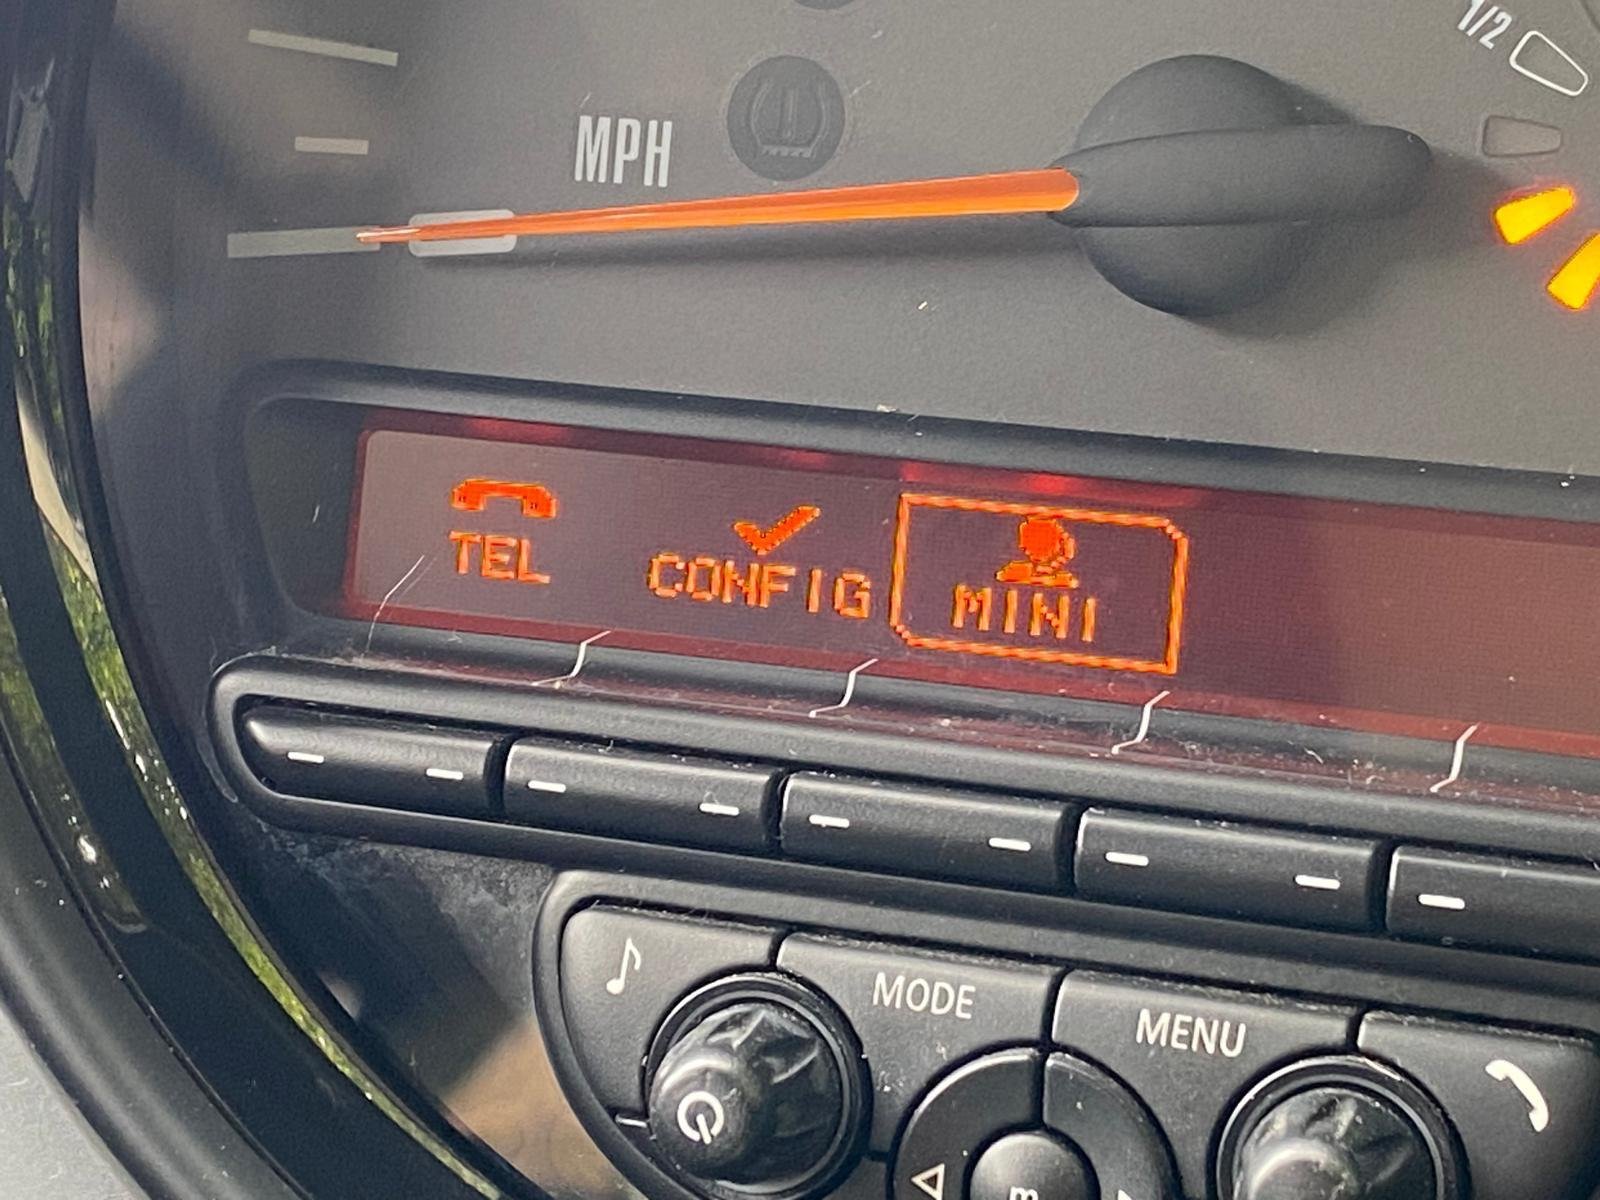 1/2
MPH
TEL
CONFIG
MINI
MODE
MENU
m